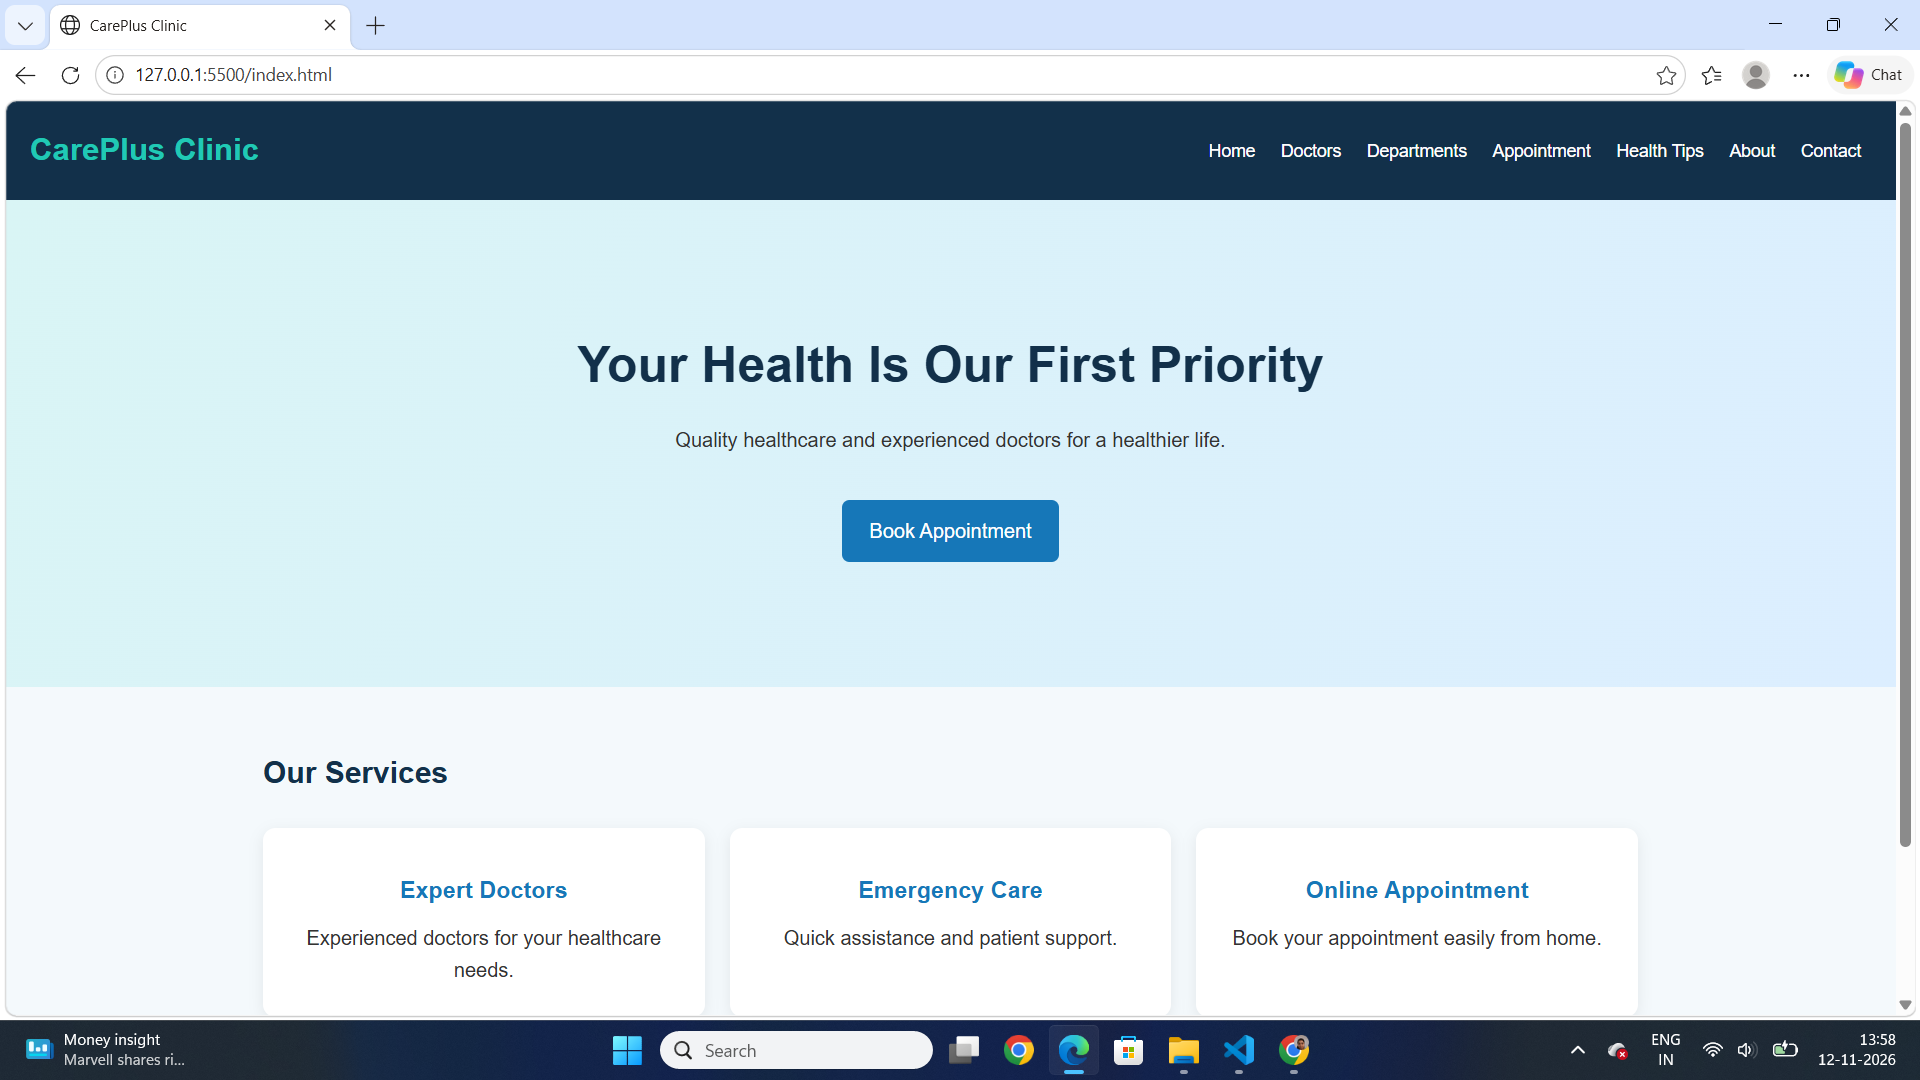 CarePlus Clinic
127.0.0.1:5500/index.html
Chat
CarePlus Clinic
Home Doctors Departments Appointment Health Tips About Contact
Your Health Is Our First Priority
Quality healthcare and experienced doctors for a healthier life.
Book Appointment
Our Services
Expert Doctors
Experienced doctors for your healthcare
needs.
Emergency Care
Quick assistance and patient support.
Online Appointment
Book your appointment easily from home.
Money insight
Marvell shares ri...
Search
ENG
IN
13:58
12-11-2026